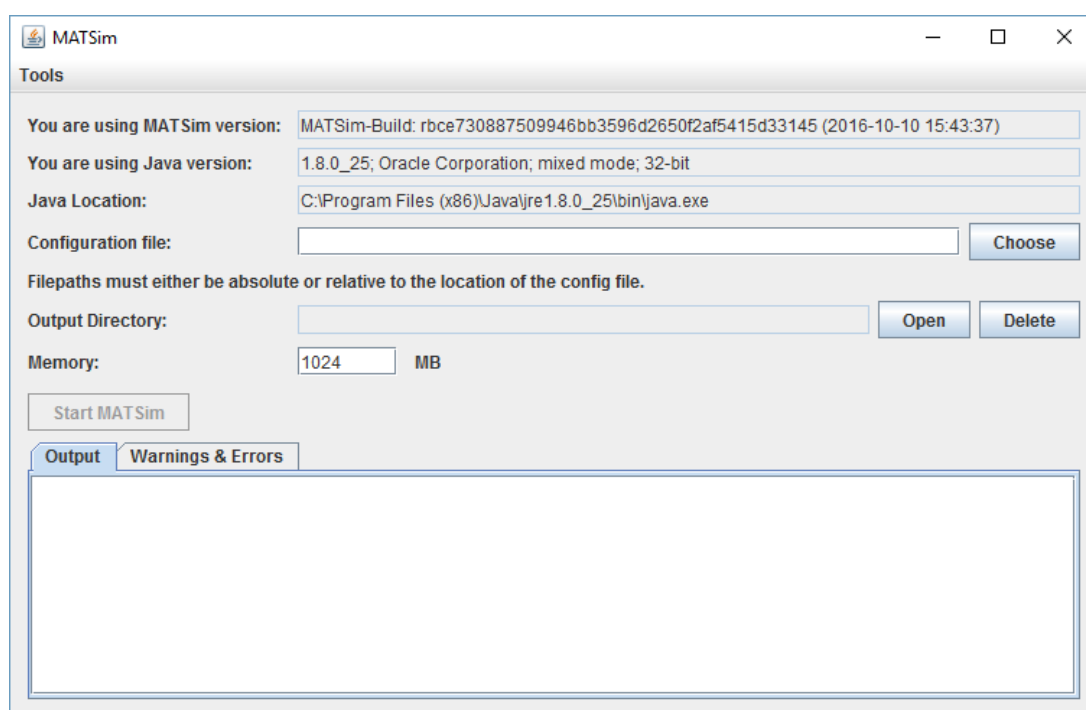 MATSim
Tools
You are using MATSim version: MATSim-Build: rbce730887509946bb3596d2650f2af5415d33145 (2016-10-10 15:43:37)
You are using Java version: 1.8.0_25; Oracle Corporation; mixed mode; 32-bit
Java Location: C:\Program Files (x86)\Java\jre1.8.0_25\bin\java.exe
Configuration file: Choose
Filepaths must either be absolute or relative to the location of the config file.
Output Directory: Open Delete
Memory: 1024 MB
Start MATSim
Output Warnings & Errors